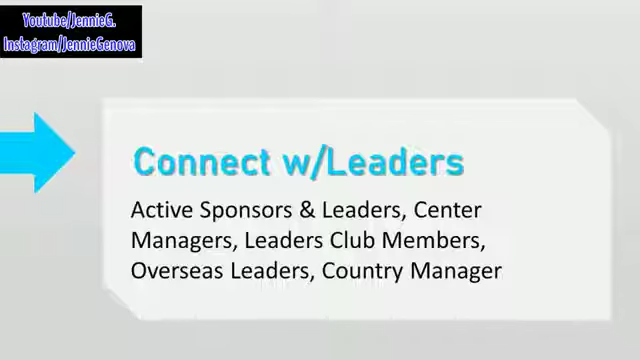 Youtube/JennieG.
Instagram/JennieGenova
Connect w/Leaders
Active Sponsors & Leaders, Center
Managers, Leaders Club Members,
Overseas Leaders, Country Manager